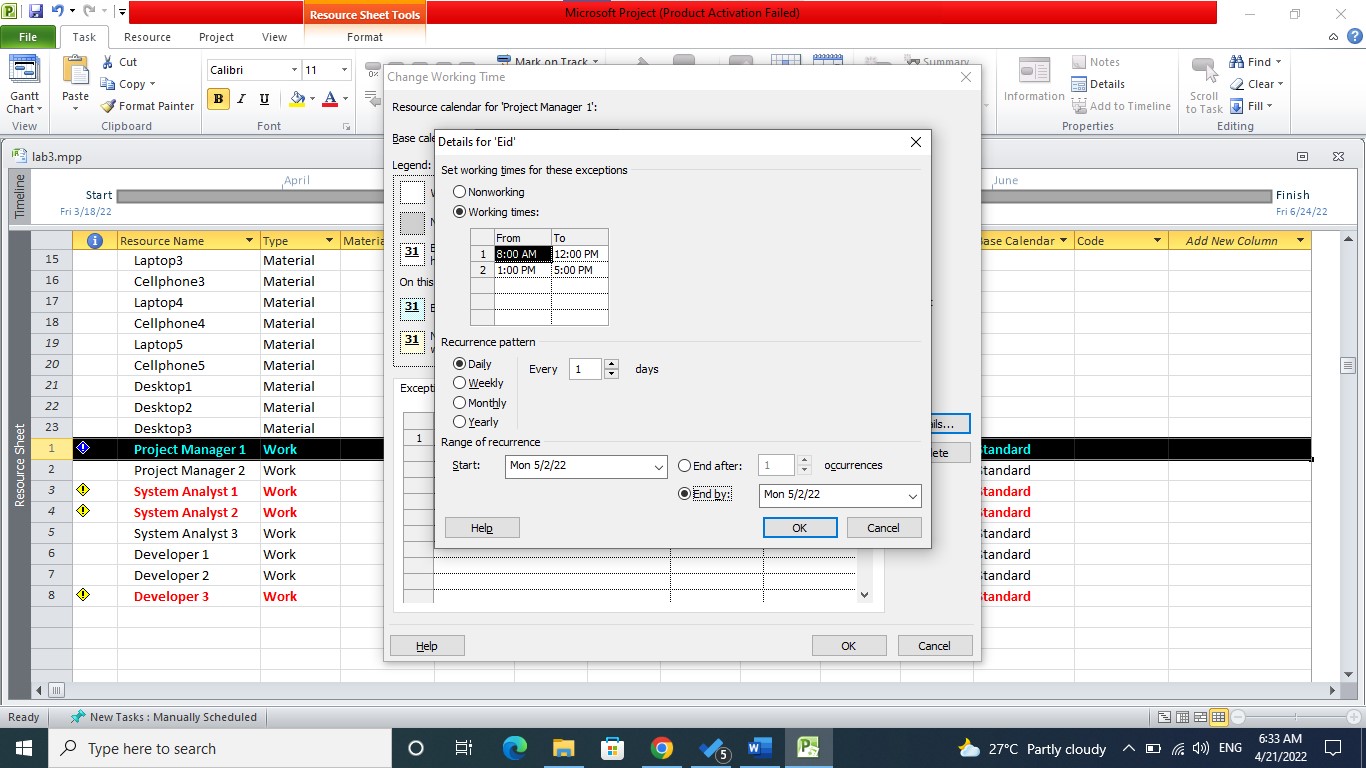 Resource Sheet Tools
Microsoft Project (Product Activation Failed)
File
Task
Resource
Project
View
Format
Gantt Chart
View
Paste
Cut
Copy
Format Painter
Clipboard
Calibri
11
B I U
A
Font
Mark on Track
Summary
Information
Notes
Details
Add to Timeline
Properties
Scroll to Task
Find
Clear
Fill
Editing
lab3.mpp
Timeline
Start
Fri 3/18/22
April
June
Finish
Fri 6/24/22
Resource Sheet
Resource Name Type Materia Base Calendar Code Add New Column
15 Laptop3 Material
16 Cellphone3 Material
17 Laptop4 Material
18 Cellphone4 Material
19 Laptop5 Material
20 Cellphone5 Material
21 Desktop1 Material
22 Desktop2 Material
23 Desktop3 Material
1 Project Manager 1 Work Standard
2 Project Manager 2 Work Standard
3 System Analyst 1 Work Standard
4 System Analyst 2 Work Standard
5 System Analyst 3 Work Standard
6 Developer 1 Work Standard
7 Developer 2 Work Standard
8 Developer 3 Work Standard
Change Working Time
Resource calendar for 'Project Manager 1':
Base cale
Legend:
31
On this
31
31
Excepti
1
ails...
ete
Help
OK
Cancel
Details for 'Eid'
Set working times for these exceptions
Nonworking
Working times:
From To
1 8:00 AM 12:00 PM
2 1:00 PM 5:00 PM
Recurrence pattern
Daily
Weekly
Monthly
Yearly
Every 1 days
Range of recurrence
Start: Mon 5/2/22
End after: 1 occurrences
End by: Mon 5/2/22
Help
OK
Cancel
Ready
New Tasks : Manually Scheduled
Type here to search
5
27°C Partly cloudy
ENG
6:33 AM
4/21/2022